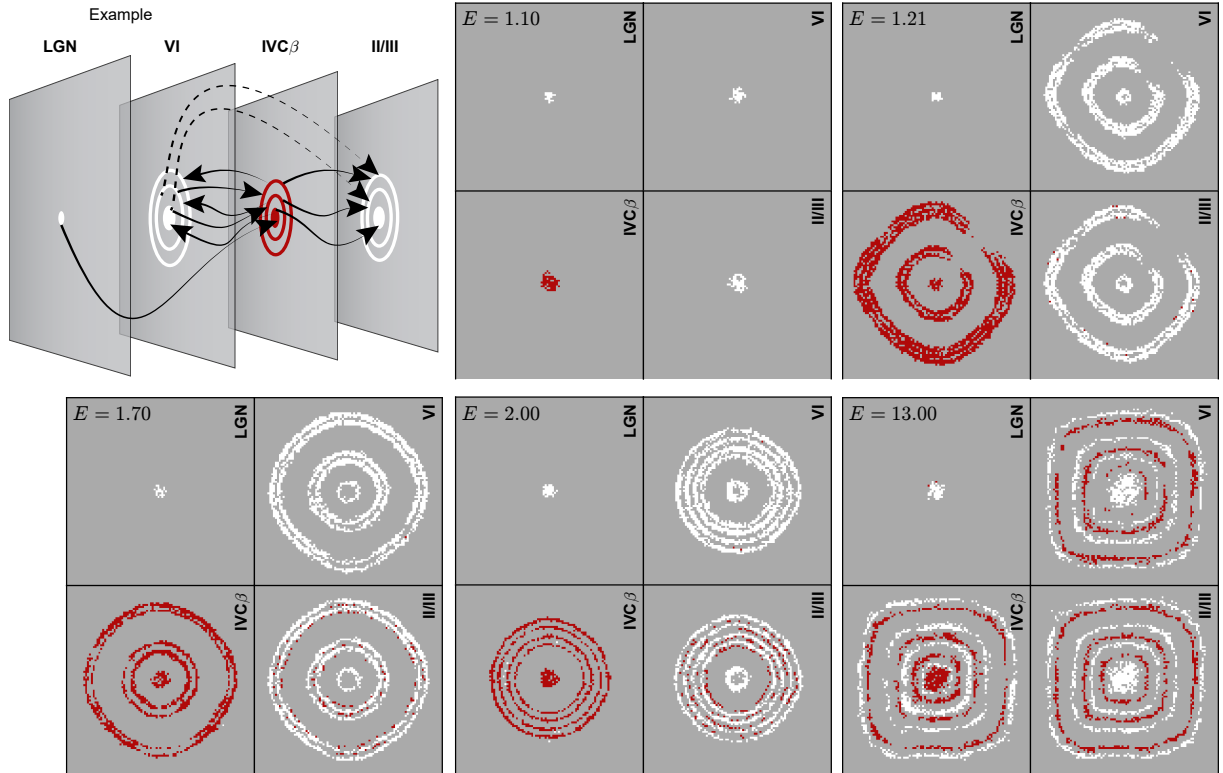 Example
LGN VI IVCβ II/III
E = 1.10
LGN
VI
IVCβ
II/III
E = 1.21
LGN
VI
IVCβ
II/III
E = 1.70
LGN
VI
IVCβ
II/III
E = 2.00
LGN
VI
IVCβ
II/III
E = 13.00
LGN
VI
IVCβ
II/III